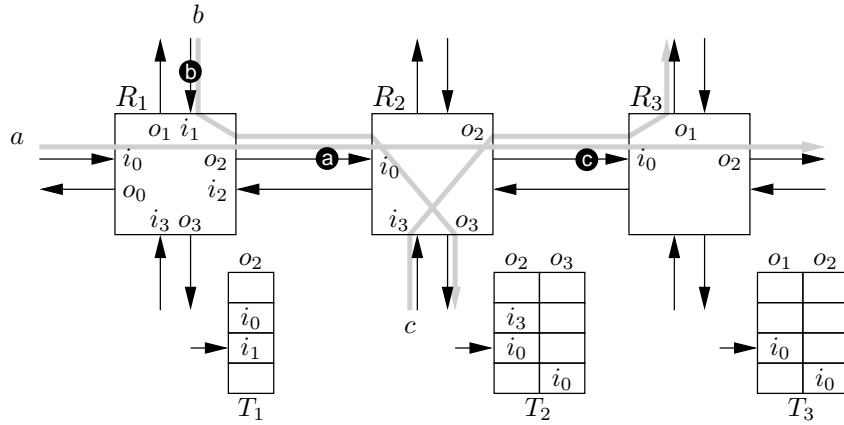 b
b
R1 R2 R3
o1 i1 o2 o1
a
i0 o2 a i0 c i0 o2
o0 i2
i3 o3 i3 o3
c
o2 o2 o3 o1 o2
i0 i3
i1 i0 i0
i0 i0
T1 T2 T3